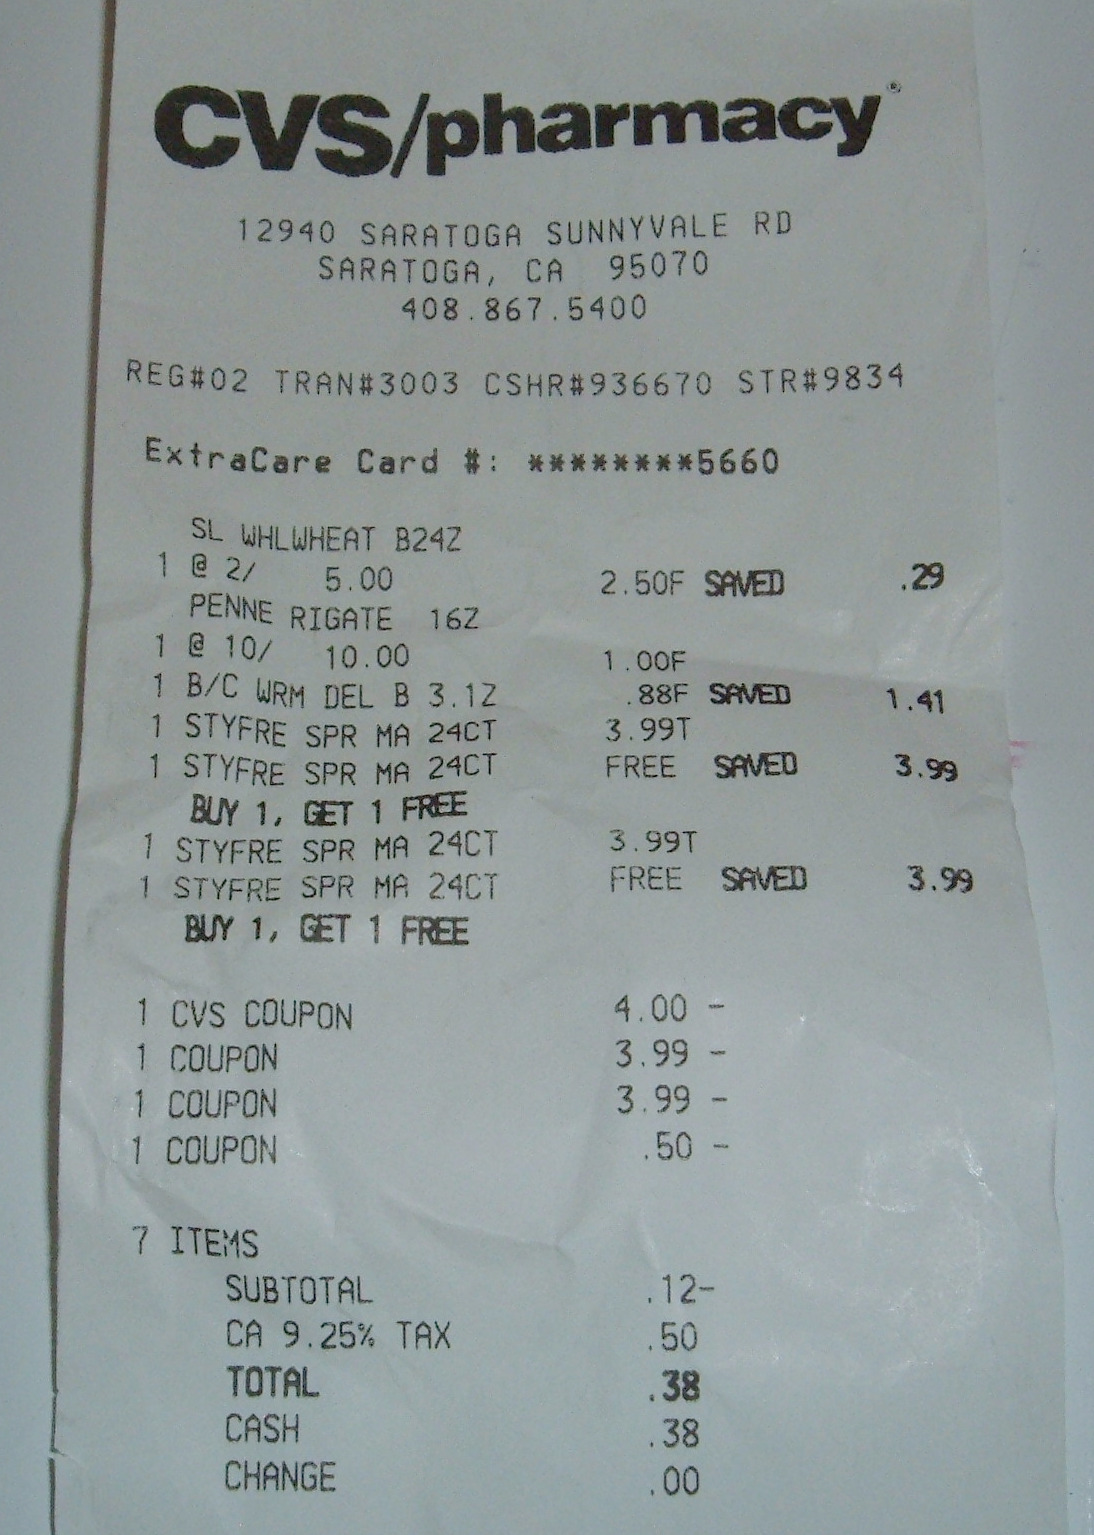 CVS/pharmacy®
12940 SARATOGA SUNNYVALE RD
SARATOGA, CA 95070
408.867.5400
REG#02 TRAN#3003 CSHR#936670 STR#9834
ExtraCare Card #: ********5660
SL WHLWHEAT B24Z
1 @ 2/ 5.00 2.50F SAVED .29
PENNE RIGATE 16Z
1 @ 10/ 10.00 1.00F
1 B/C WRM DEL B 3.1Z .88F SAVED 1.41
1 STYFRE SPR MA 24CT 3.99T
1 STYFRE SPR MA 24CT FREE SAVED 3.99
BUY 1, GET 1 FREE
1 STYFRE SPR MA 24CT 3.99T
1 STYFRE SPR MA 24CT FREE SAVED 3.99
BUY 1, GET 1 FREE
1 CVS COUPON 4.00 -
1 COUPON 3.99 -
1 COUPON 3.99 -
1 COUPON .50 -
7 ITEMS
SUBTOTAL .12-
CA 9.25% TAX .50
TOTAL .38
CASH .38
CHANGE .00